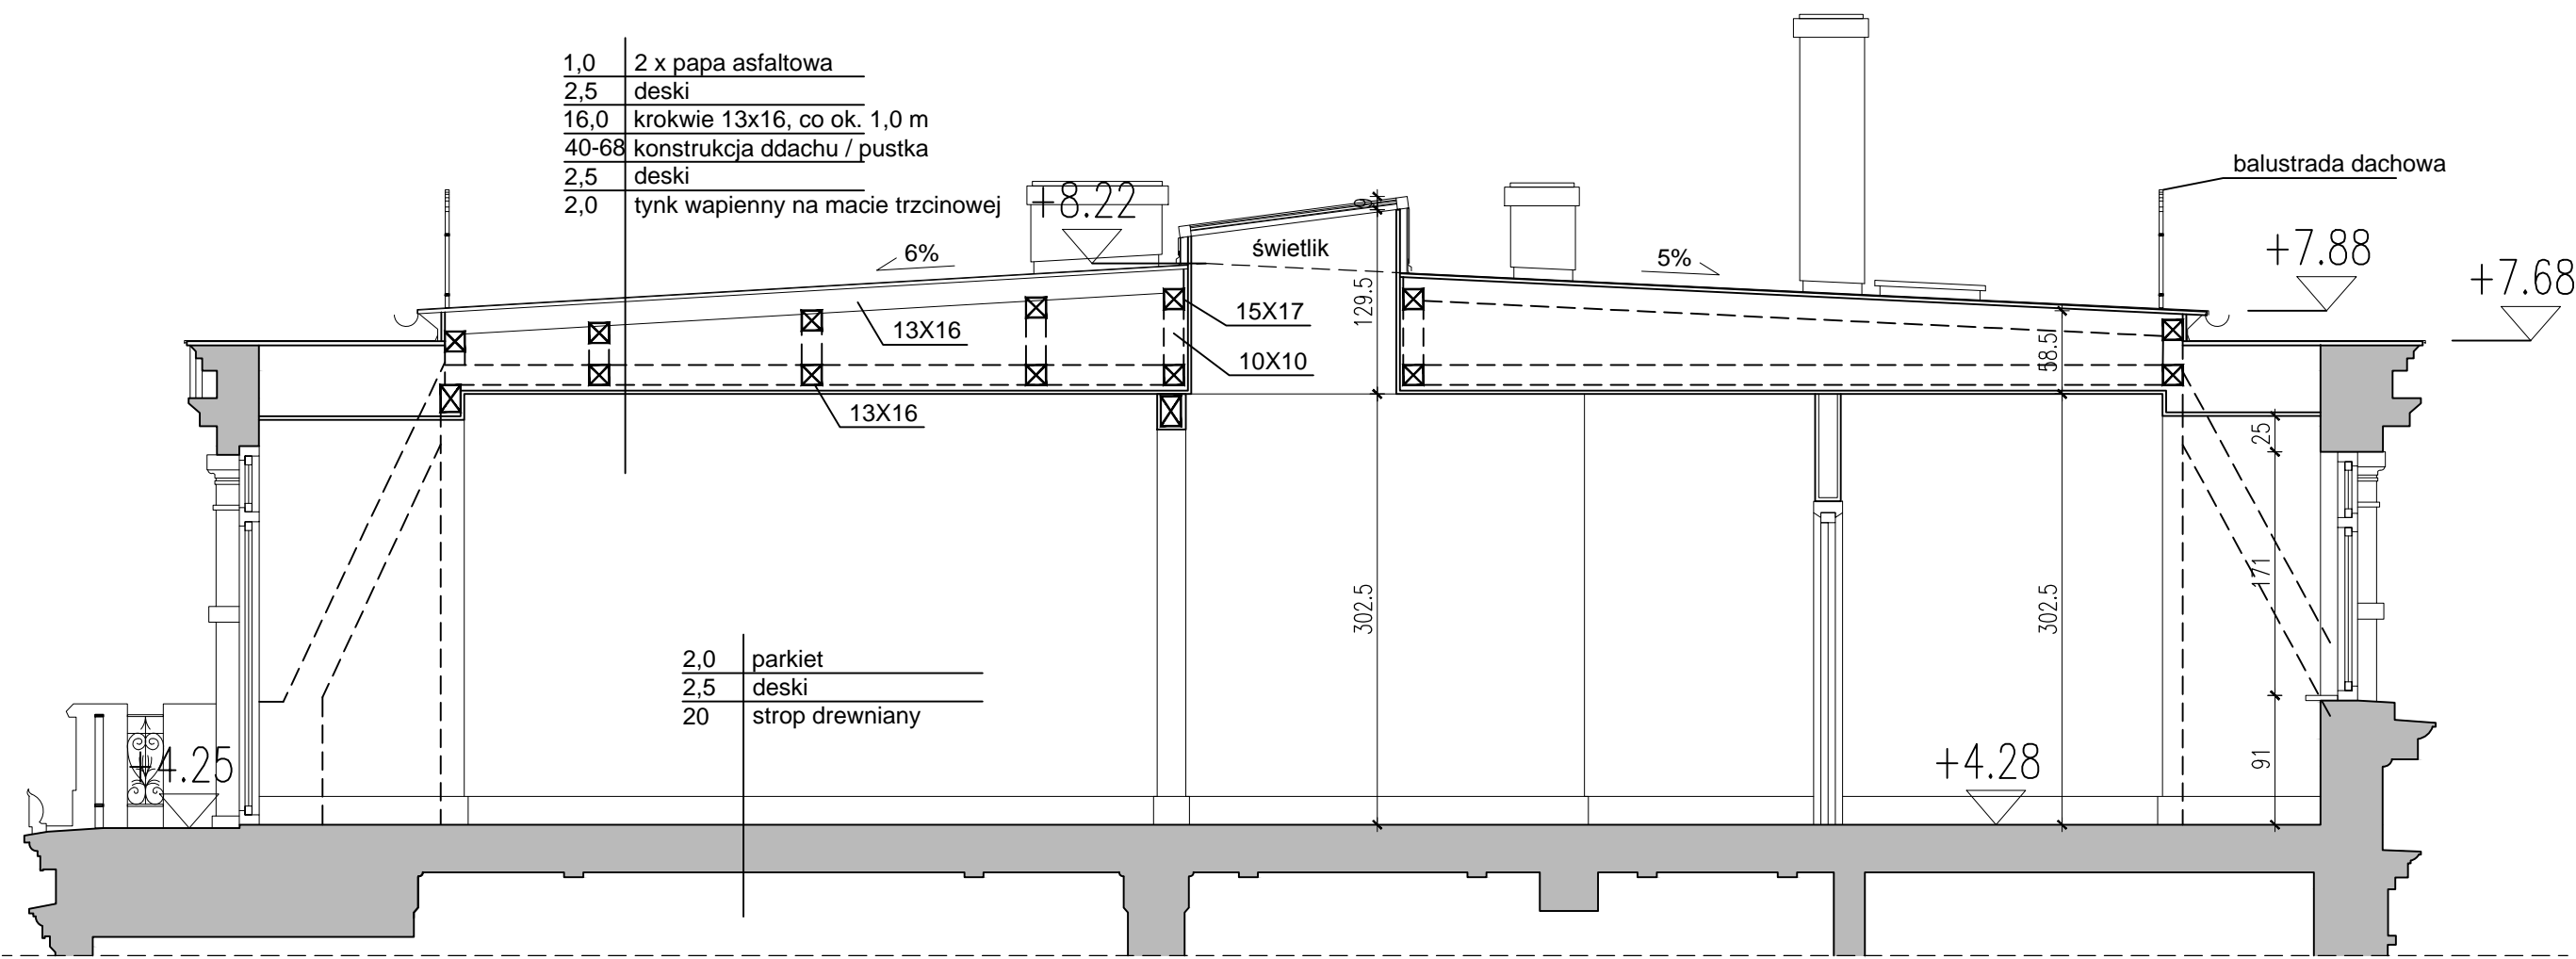 1,0 2 x papa asfaltowa
2,5 deski
16,0 krokwie 13x16, co ok. 1,0 m
40-68 konstrukcja ddachu / pustka
2,5 deski
2,0 tynk wapienny na macie trzcinowej
+8.22
balustrada dachowa
9
świetlik
6%
5%
+7.88
+7.68
129.5
15X17
13X16
10X10
58.5
13X16
25
171
302.5
302.5
2,0 parkiet
2,5 deski
20 strop drewniany
91
+4.25
+4.28